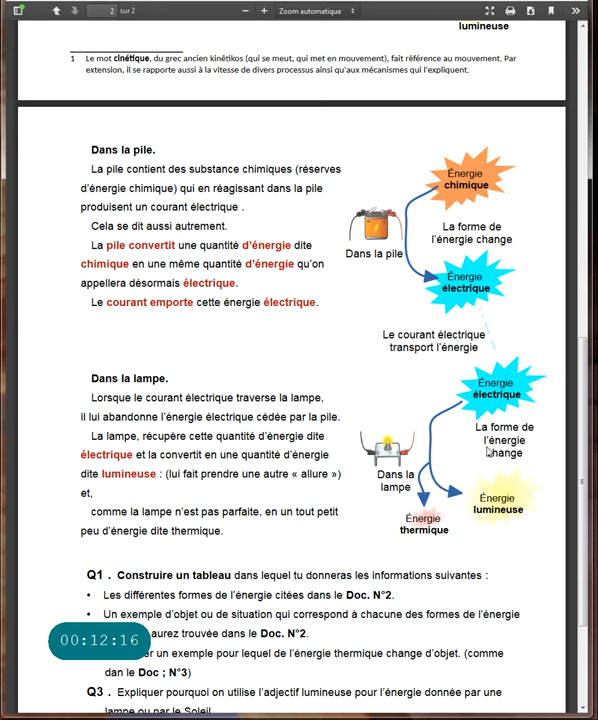 2
sur 2
Zoom automatique
lumineuse
1 Le mot cinétique, du grec ancien kinêtikos (qui se meut, qui met en mouvement), fait référence au mouvement. Par
extension, il se rapporte aussi à la vitesse de divers processus ainsi qu'aux mécanismes qui l'expliquent.
Dans la pile.
La pile contient des substance chimiques (réserves
d'énergie chimique) qui en réagissant dans la pile
produisent un courant électrique .
Cela se dit aussi autrement.
La pile convertit une quantité d'énergie dite
chimique en une même quantité d'énergie qu'on
appellera désormais électrique.
Le courant emporte cette énergie électrique.
Énergie
chimique
La forme de
l'énergie change
Dans la pile
Énergie
électrique
Le courant électrique
transport l'énergie
Dans la lampe.
Lorsque le courant électrique traverse la lampe,
il lui abandonne l'énergie électrique cédée par la pile.
La lampe, récupère cette quantité d'énergie dite
électrique et la convertit en une quantité d'énergie
dite lumineuse : (lui fait prendre une autre « allure »)
et,
comme la lampe n'est pas parfaite, en un tout petit
peu d'énergie dite thermique.
Énergie
électrique
La forme de
l'énergie
change
Dans la
lampe
Énergie
lumineuse
Énergie
thermique
Q1 . Construire un tableau dans lequel tu donneras les informations suivantes :
• Les différentes formes de l'énergie citées dans le Doc. N°2.
• Un exemple d'objet ou de situation qui correspond à chacune des formes de l'énergie
aurez trouvée dans le Doc. N°2.
00:12:16
er un exemple pour lequel de l'énergie thermique change d'objet. (comme
dan le Doc ; N°3)
Q3 . Expliquer pourquoi on utilise l'adjectif lumineuse pour l'énergie donnée par une
lampe ou par le Soleil